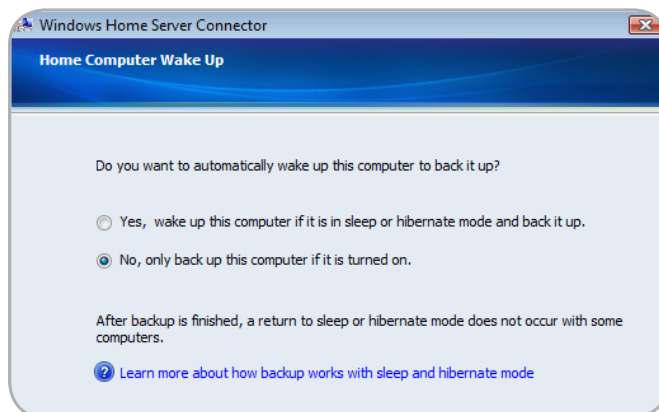 Windows Home Server Connector
Home Computer Wake Up
Do you want to automatically wake up this computer to back it up?
Yes, wake up this computer if it is in sleep or hibernate mode and back it up.
No, only back up this computer if it is turned on.
After backup is finished, a return to sleep or hibernate mode does not occur with some
computers.
Learn more about how backup works with sleep and hibernate mode